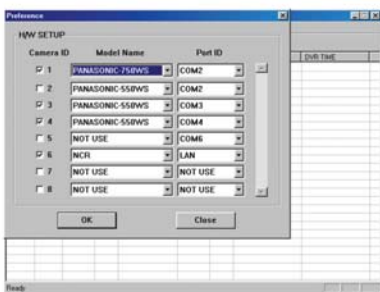 Preference
H/W SETUP
Camera ID Model Name Port ID
1 PANASONIC-750WS COM2
2 PANASONIC-550WS COM2
3 PANASONIC-550WS COM3
4 PANASONIC-550WS COM4
5 NOT USE COM6
6 NCR LAN
7 NOT USE NOT USE
8 NOT USE NOT USE
OK Close
DVR TIME
Ready